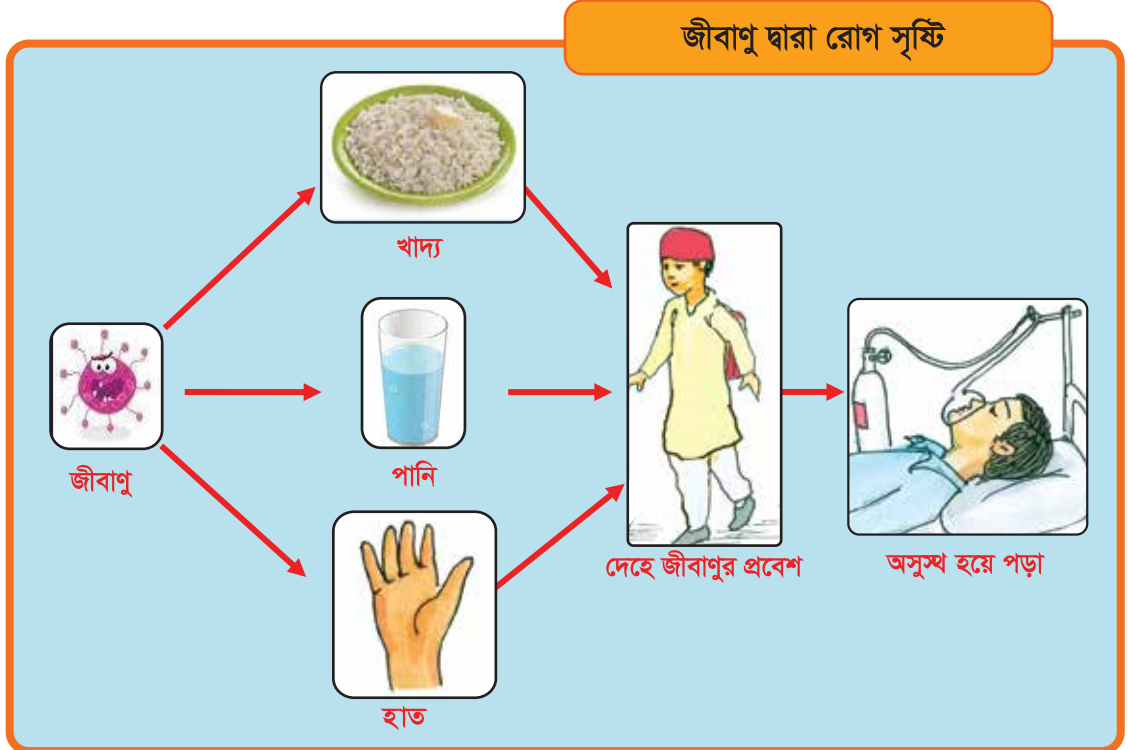 জীবাণু দ্বারা রোগ সৃষ্টি
খাদ্য
জীবাণু
পানি
হাত
দেহে জীবাণুর প্রবেশ
অসুস্থ হয়ে পড়া